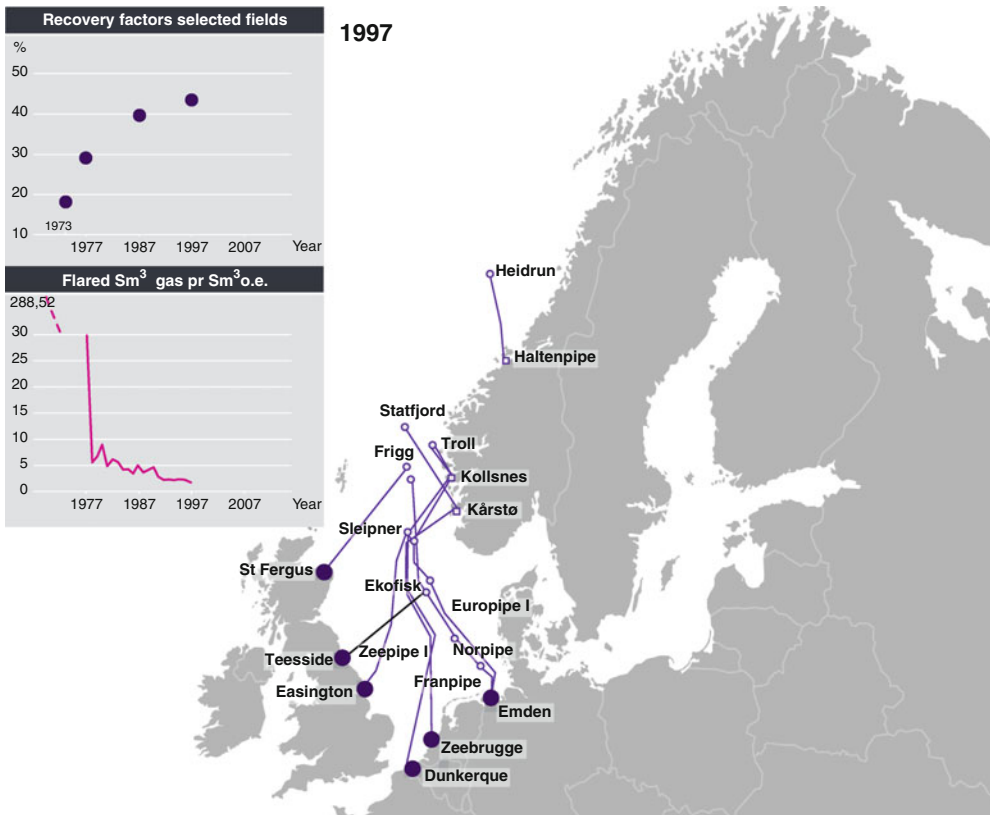 Recovery factors selected fields
1997
%
50
40
30
20
1973
10
1977 1987 1997 2007 Year
Flared Sm3 gas pr Sm3o.e.
288,52
30
25
20
15
10
5
0
1977 1987 1997 2007 Year
Heidrun
Haltenpipe
Statfjord
Troll
Frigg
Kollsnes
Kårstø
Sleipner
St Fergus
Ekofisk
Europipe I
Teesside
Zeepipe I
Norpipe
Easington
Franpipe
Emden
Zeebrugge
Dunkerque